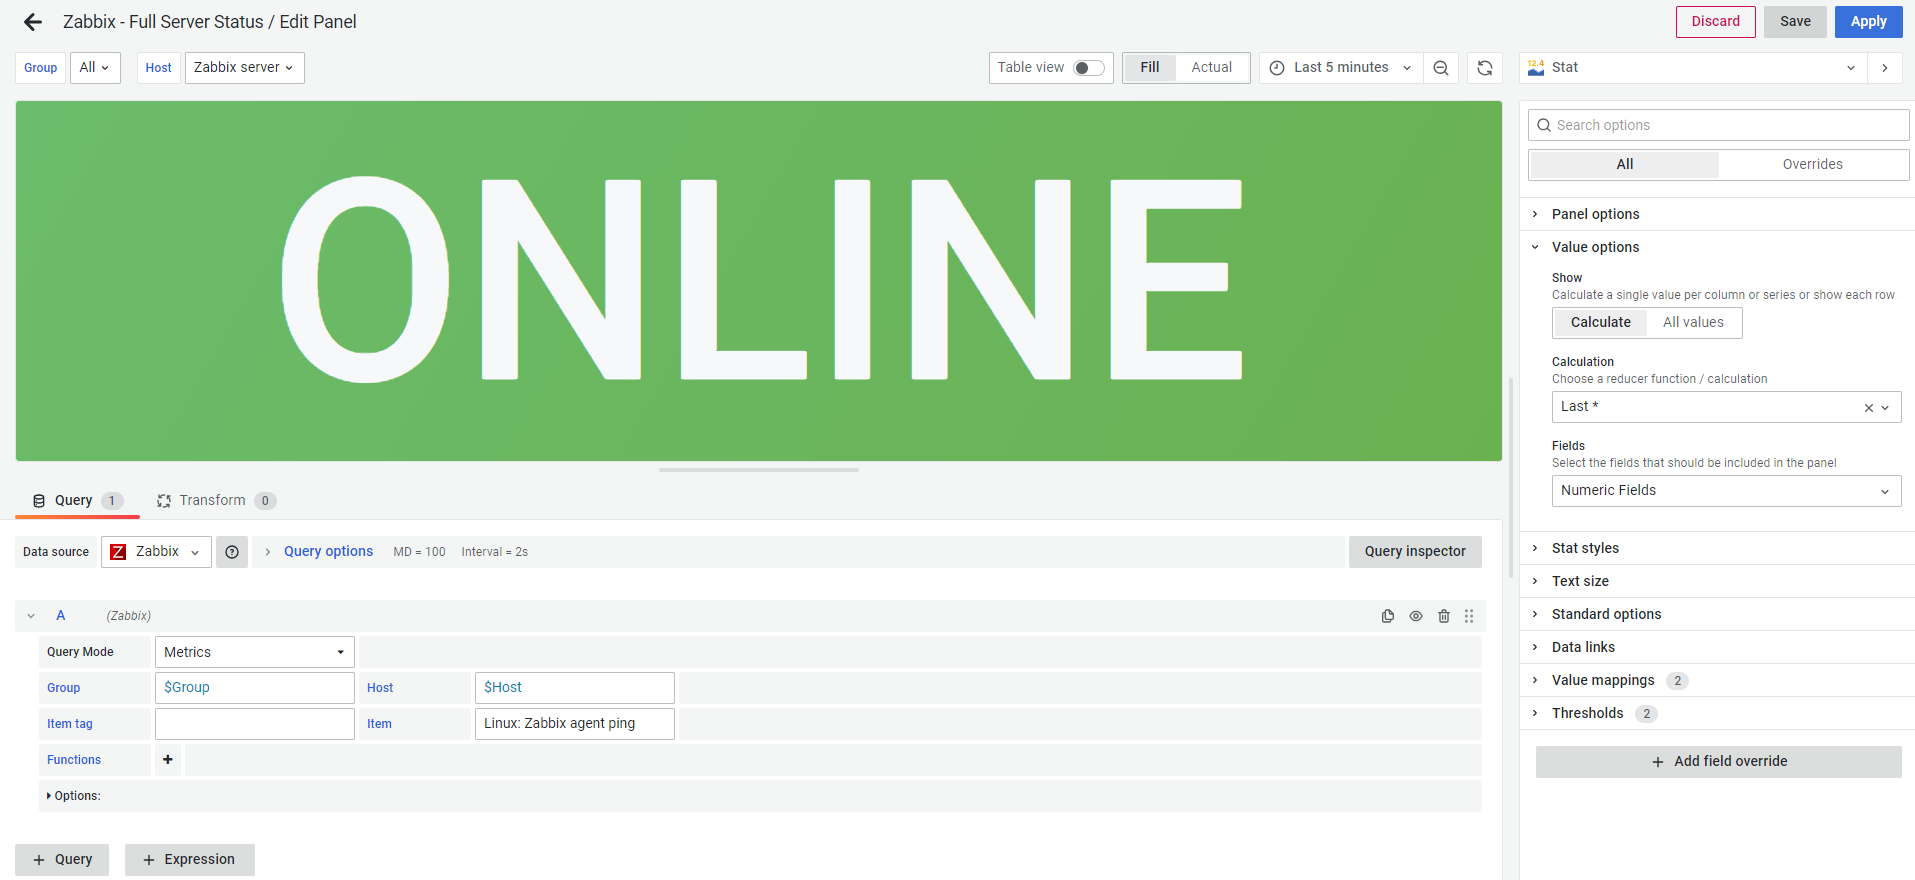 Zabbix - Full Server Status / Edit Panel
Discard
Save
Apply
Group
All
Host
Zabbix server
Table view
Fill
Actual
Last 5 minutes
12.4
Stat
ONLINE
Search options
All
Overrides
Panel options
Value options
Show
Calculate a single value per column or series or show each row
Calculate
All values
Calculation
Choose a reducer function / calculation
Last *
Fields
Select the fields that should be included in the panel
Numeric Fields
Stat styles
Text size
Standard options
Data links
Value mappings 2
Thresholds 2
Add field override
Query 1
Transform 0
Data source
Z
Zabbix
Query options
MD = 100
Interval = 2s
Query inspector
A
(Zabbix)
Query Mode
Metrics
Group
$Group
Host
$Host
Item tag
Item
Linux: Zabbix agent ping
Functions
+
Options:
+ Query
+ Expression